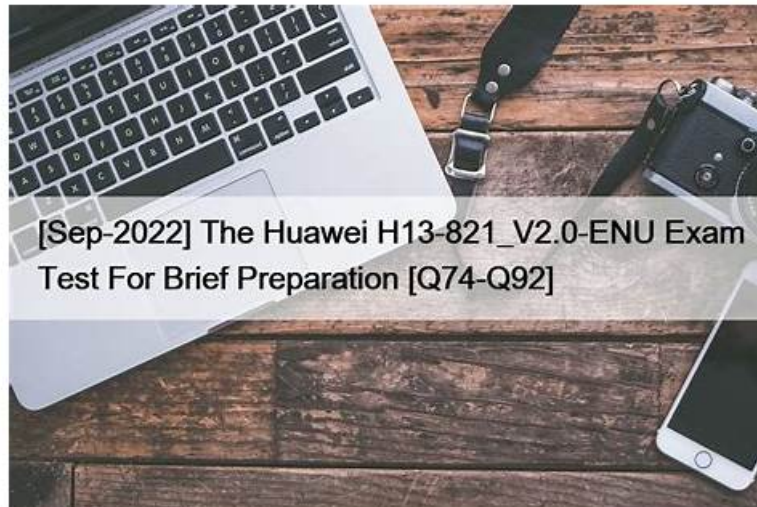 [Sep-2022] The Huawei H13-821_V2.0-ENU Exam
Test For Brief Preparation [Q74-Q92]